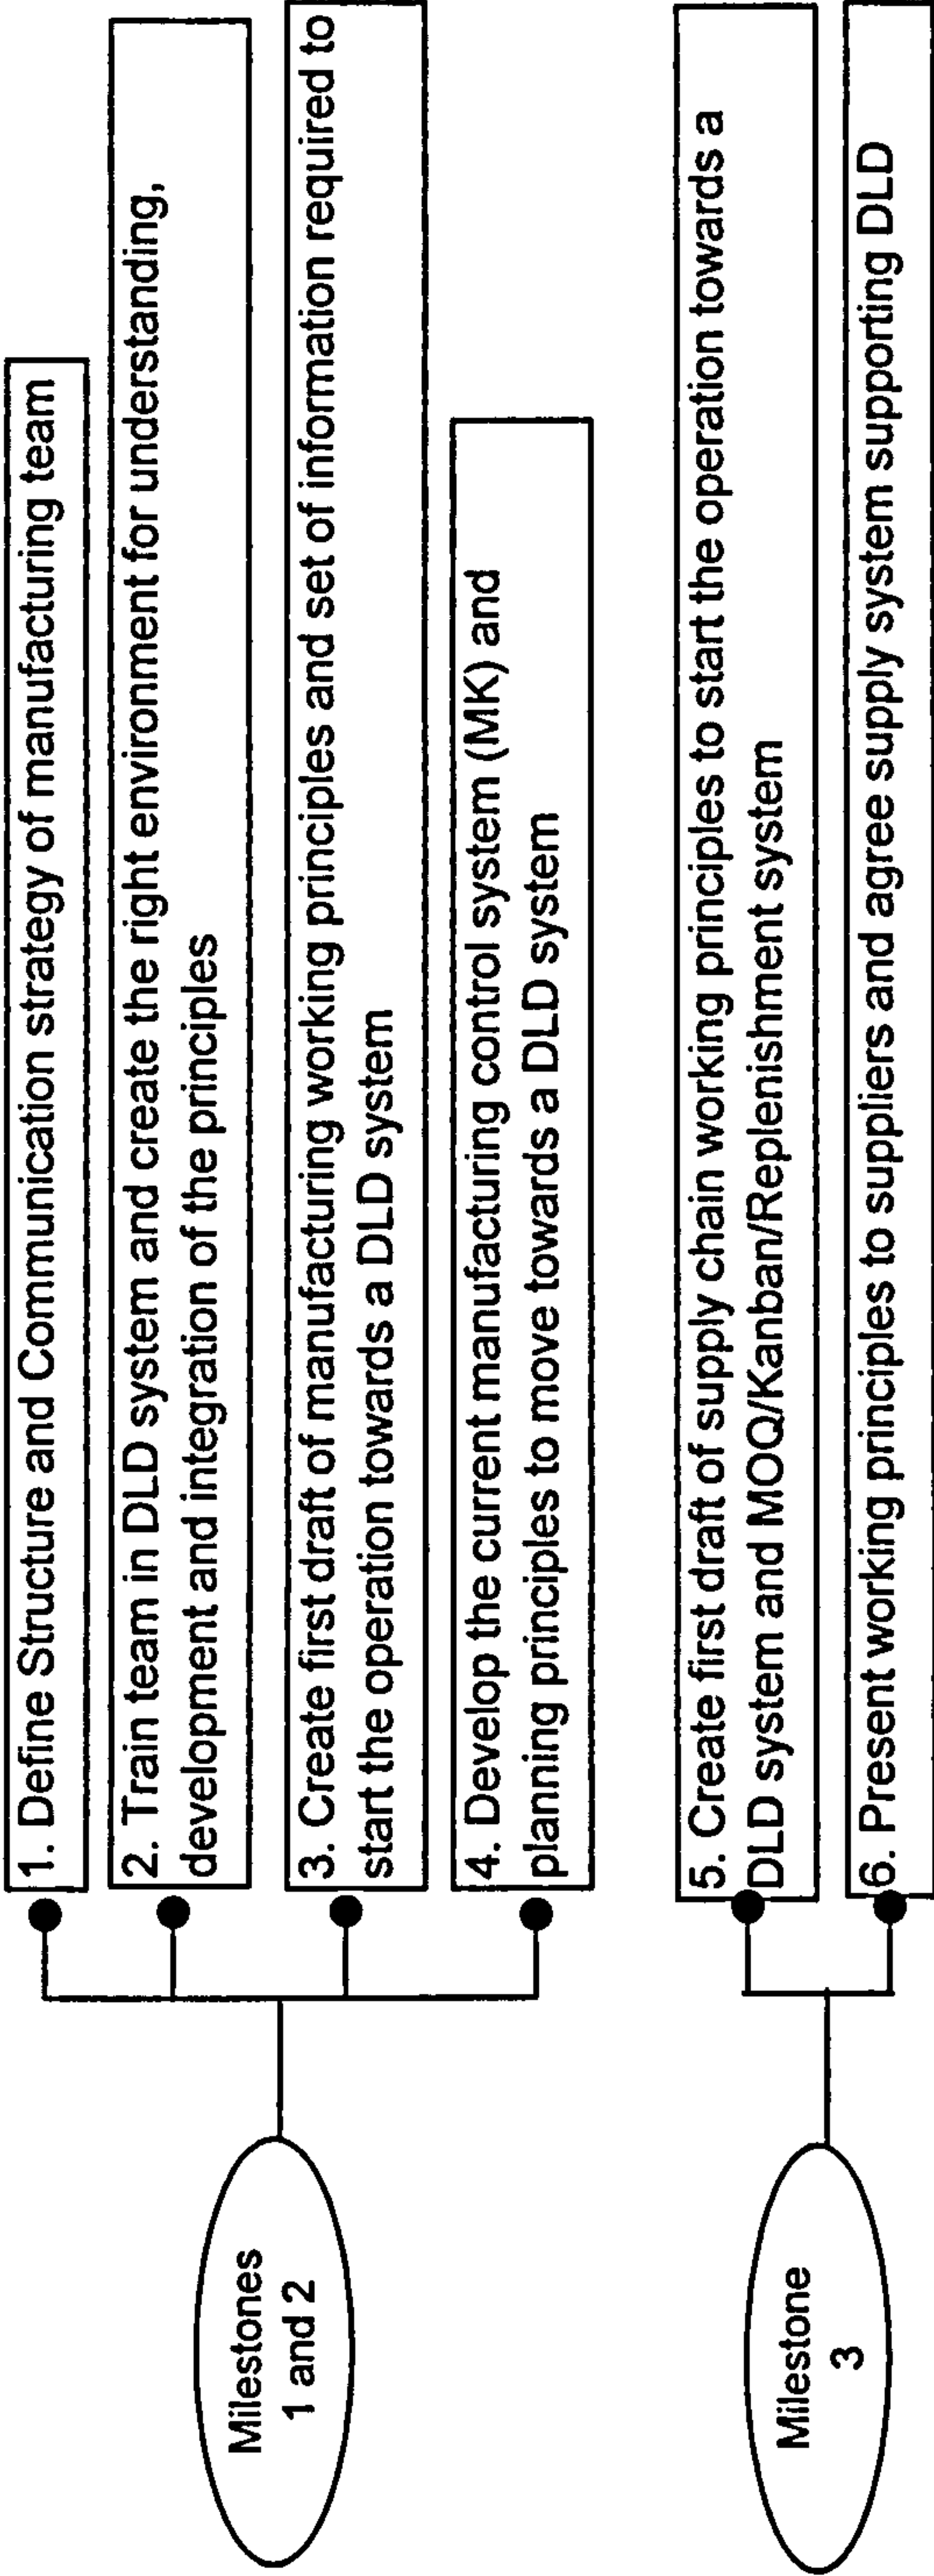 Milestones
1 and 2
1. Define Structure and Communication strategy of manufacturing team
2. Train team in DLD system and create the right environment for understanding,
development and integration of the principles
3. Create first draft of manufacturing working principles and set of information required to
start the operation towards a DLD system
4. Develop the current manufacturing control system (MK) and
planning principles to move towards a DLD system
Milestone
3
5. Create first draft of supply chain working principles to start the operation towards a
DLD system and MOQ/Kanban/Replenishment system
6. Present working principles to suppliers and agree supply system supporting DLD